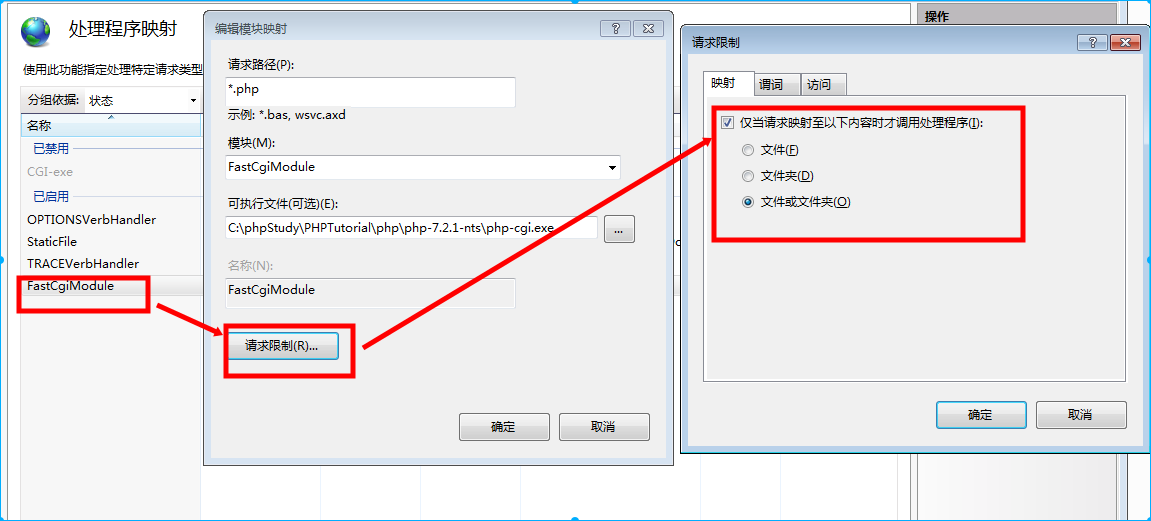 处理程序映射
使用此功能指定处理特定请求类型
分组依据: 状态
名称
已禁用
CGI-exe
已启用
OPTIONSVerbHandler
StaticFile
TRACEVerbHandler
FastCgiModule
编辑模块映射
请求路径(P):
*.php
示例: *.bas, wsvc.axd
模块(M):
FastCgiModule
可执行文件(可选)(E):
C:\phpStudy\PHPTutorial\php\php-7.2.1-nts\php-cgi.exe
...
名称(N):
FastCgiModule
请求限制(R)...
确定
取消
操作
请求限制
映射
谓词
访问
仅当请求映射至以下内容时才调用处理程序(I):
文件(F)
文件夹(D)
文件或文件夹(O)
确定
取消